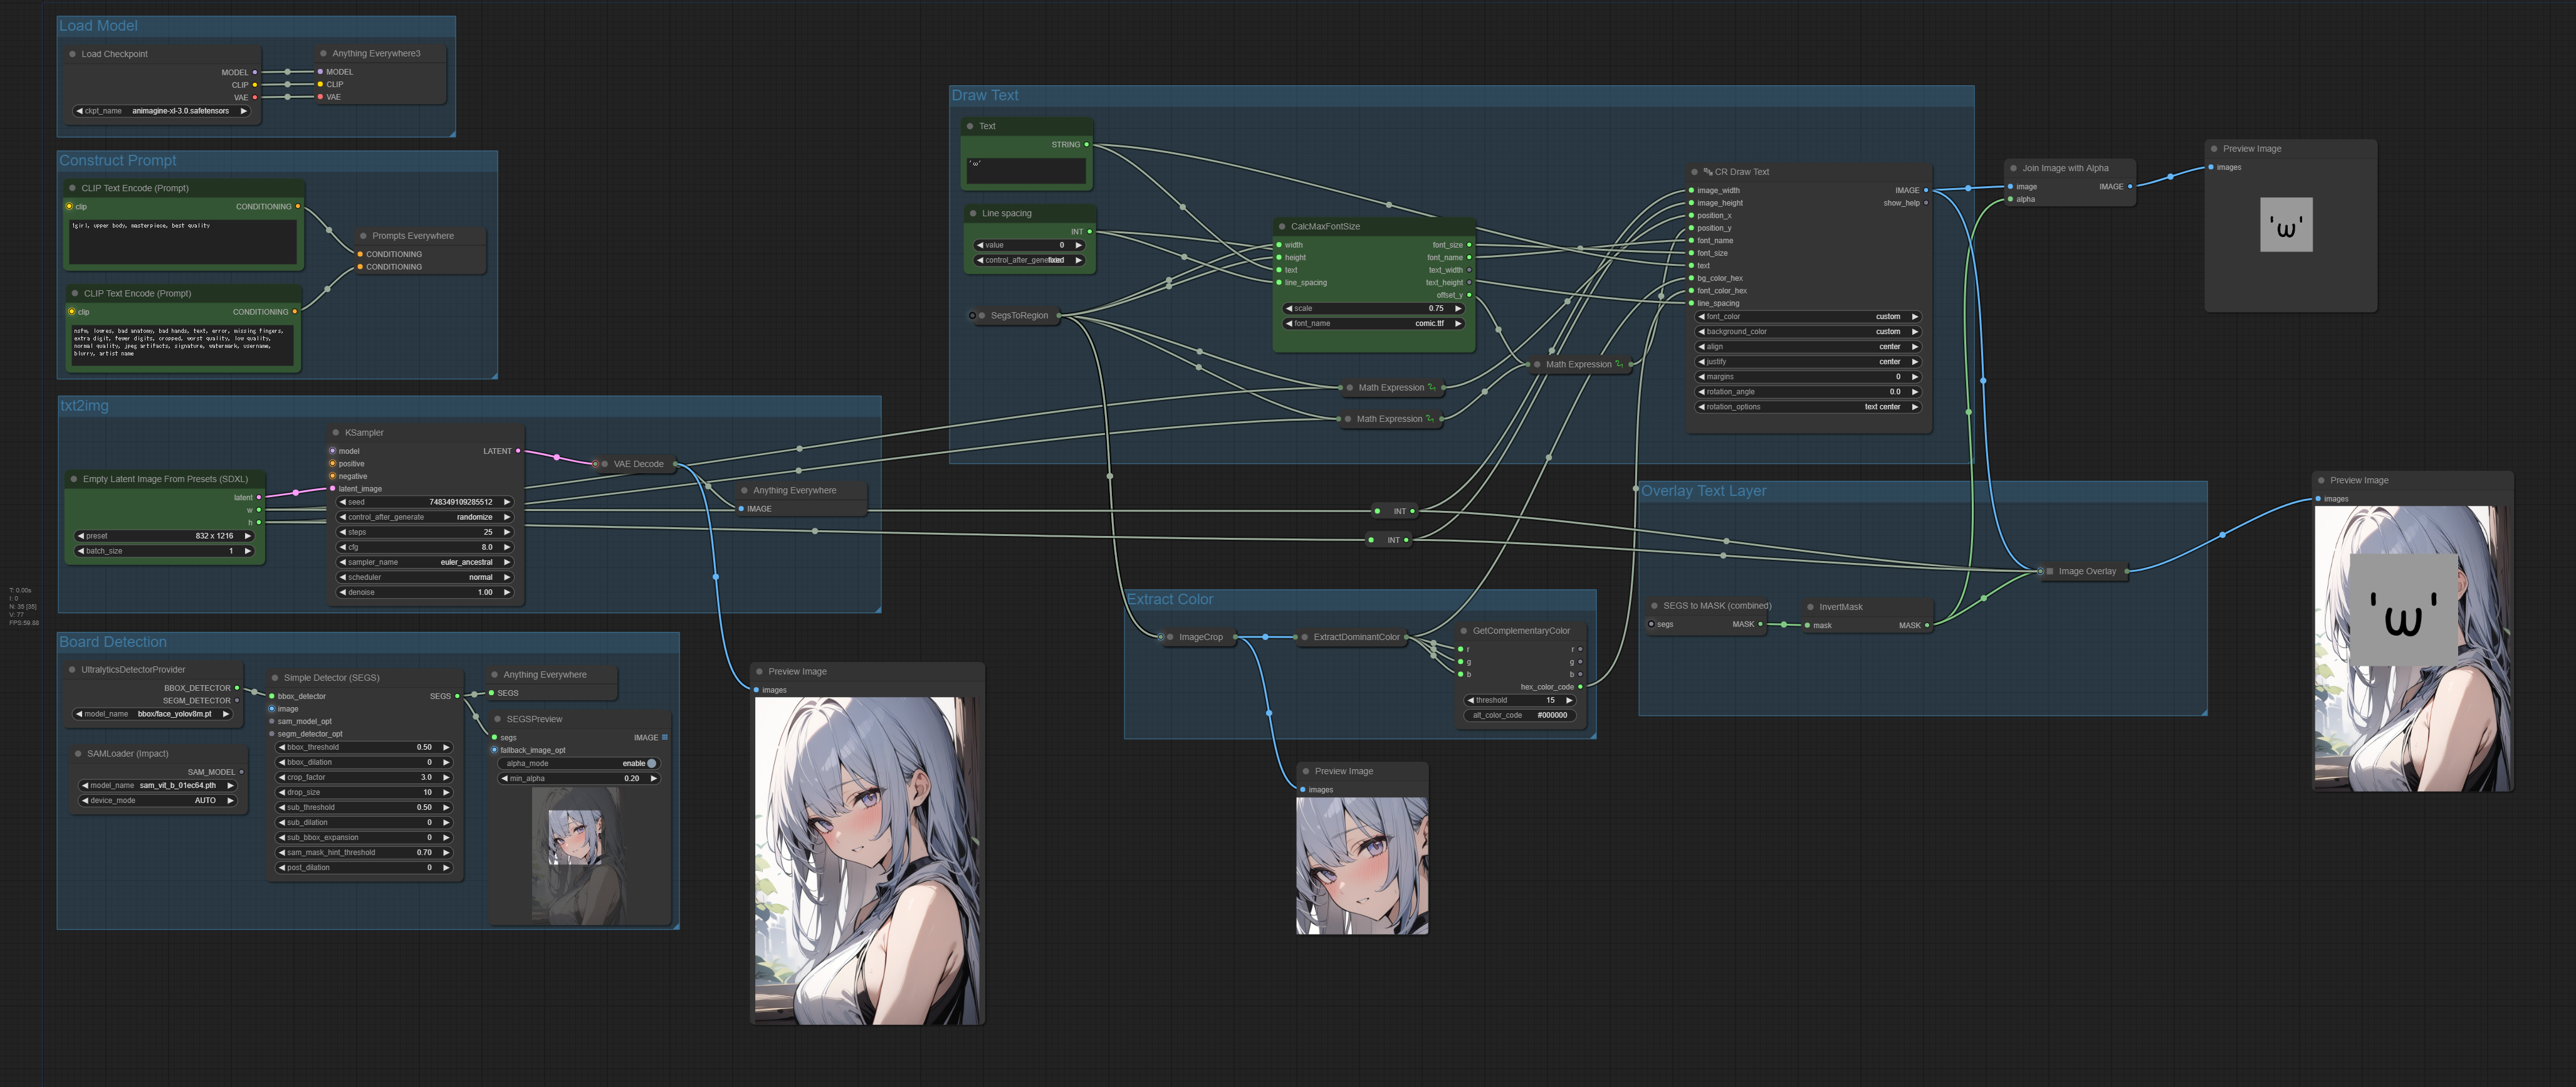 Load Model
Load Checkpoint
MODEL
CLIP
VAE
ckpt_name animagine-xl-3.0.safetensors
Anything Everywhere3
MODEL
CLIP
VAE
Construct Prompt
CLIP Text Encode (Prompt)
clip CONDITIONING
1girl, upper body, masterpiece, best quality
CLIP Text Encode (Prompt)
clip CONDITIONING
nsfw, lowres, bad anatomy, bad hands, text, error, missing fingers,
extra digit, fewer digits, cropped, worst quality, low quality,
normal quality, jpeg artifacts, signature, watermark, username,
blurry, artist name
Prompts Everywhere
CONDITIONING
CONDITIONING
txt2img
Empty Latent Image From Presets (SDXL)
latent
w
h
preset 832 x 1216
batch_size 1
KSampler
model LATENT
positive
negative
latent_image
seed 748349109285512
control_after_generate randomize
steps 25
cfg 8.0
sampler_name euler_ancestral
scheduler normal
denoise 1.00
VAE Decode
Anything Everywhere
IMAGE
T: 0.00s
I: 0
N: 35 [35]
V: 77
FPS:59.88
Board Detection
UltralyticsDetectorProvider
BBOX_DETECTOR
SEGM_DETECTOR
model_name bbox/face_yolov8m.pt
SAMLoader (Impact)
SAM_MODEL
model_name sam_vit_b_01ec64.pth
device_mode AUTO
Simple Detector (SEGS)
bbox_detector SEGS
image
sam_model_opt
segm_detector_opt
bbox_threshold 0.50
bbox_dilation 0
crop_factor 3.0
drop_size 10
sub_threshold 0.50
sub_dilation 0
sub_bbox_expansion 0
sam_mask_hint_threshold 0.70
post_dilation 0
Anything Everywhere
SEGS
SEGSPreview
segs IMAGE
fallback_image_opt
alpha_mode enable
min_alpha 0.20
Preview Image
images
Draw Text
Text
STRING
'ω'
Line spacing
INT
value 0
control_after_generate fixed
SegsToRegion
CalcMaxFontSize
width font_size
height font_name
text text_width
line_spacing text_height
offset_y
scale 0.75
font_name comic.ttf
Math Expression
Math Expression
Math Expression
CR Draw Text
image_width IMAGE
image_height show_help
position_x
position_y
font_name
font_size
text
bg_color_hex
font_color_hex
line_spacing
font_color custom
background_color custom
align center
justify center
margins 0
rotation_angle 0.0
rotation_options text center
INT
INT
Extract Color
ImageCrop
ExtractDominantColor
GetComplementaryColor
r r
g g
b b
hex_color_code
threshold 15
alt_color_code #000000
Preview Image
images
Overlay Text Layer
SEGS to MASK (combined)
segs MASK
InvertMask
mask MASK
Image Overlay
Join Image with Alpha
image IMAGE
alpha
Preview Image
images
'ω'
Preview Image
images
'ω'